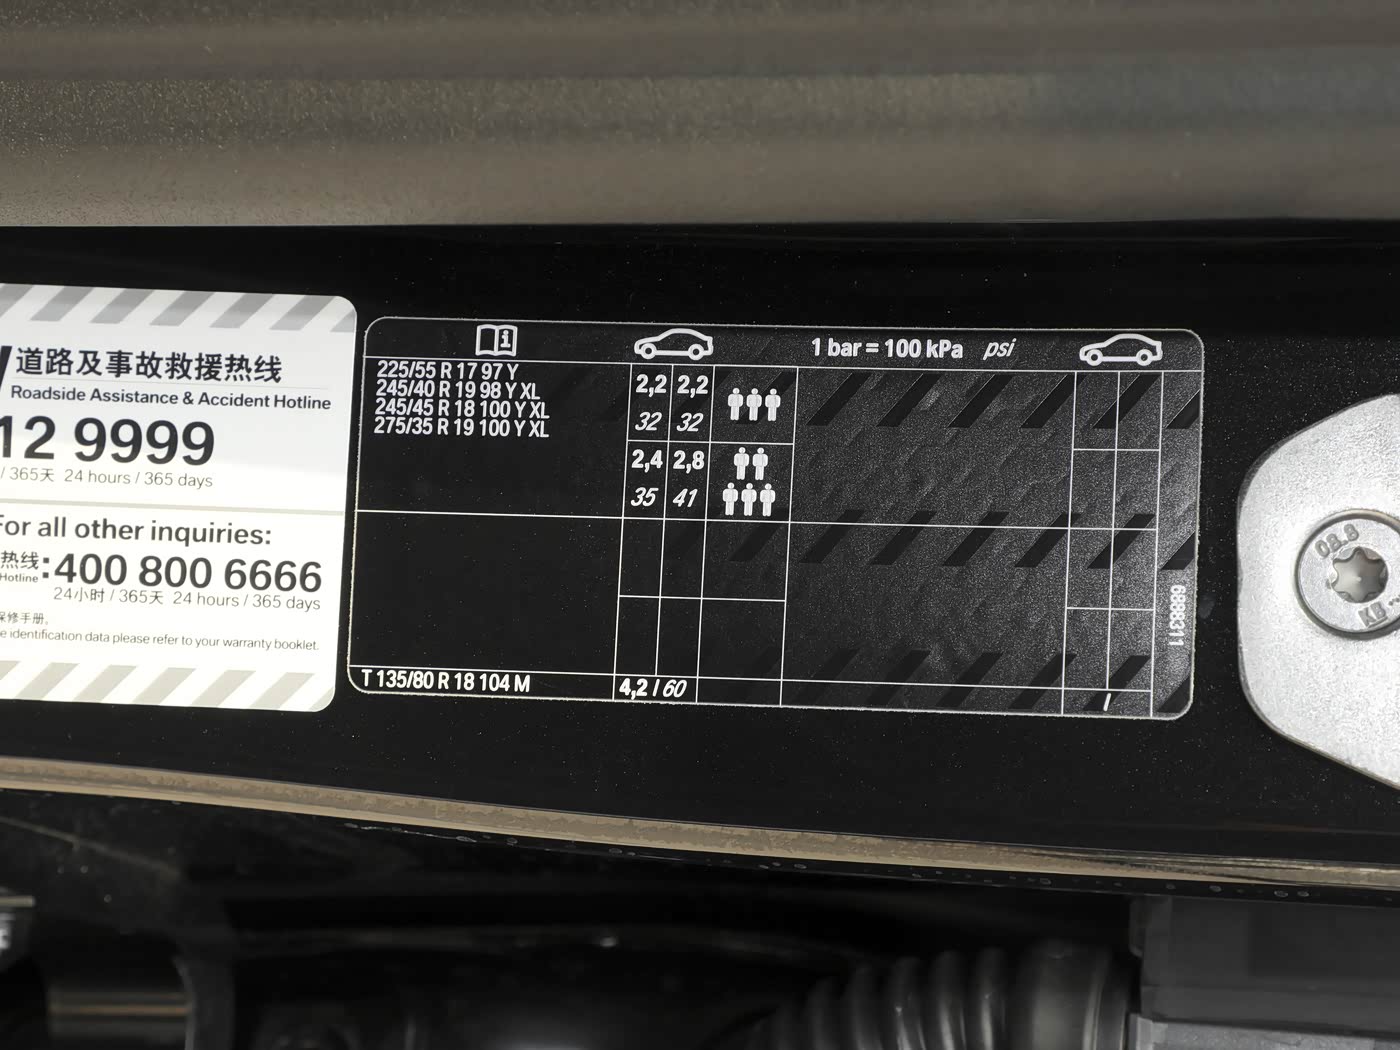 道路及事故救援热线
Roadside Assistance & Accident Hotline
12 9999
/ 365天 24 hours / 365 days
For all other inquiries:
热线:400 800 6666
Hotline
24小时 / 365天 24 hours / 365 days
保修手册。
e identification data please refer to your warranty booklet.
1 bar = 100 kPa psi
225/55 R 17 97 Y
245/40 R 19 98 Y XL
245/45 R 18 100 Y XL
275/35 R 19 100 Y XL
2,2 2,2
32 32
2,4 2,8
35 41
T 135/80 R 18 104 M
4,2 / 60
/
6888311